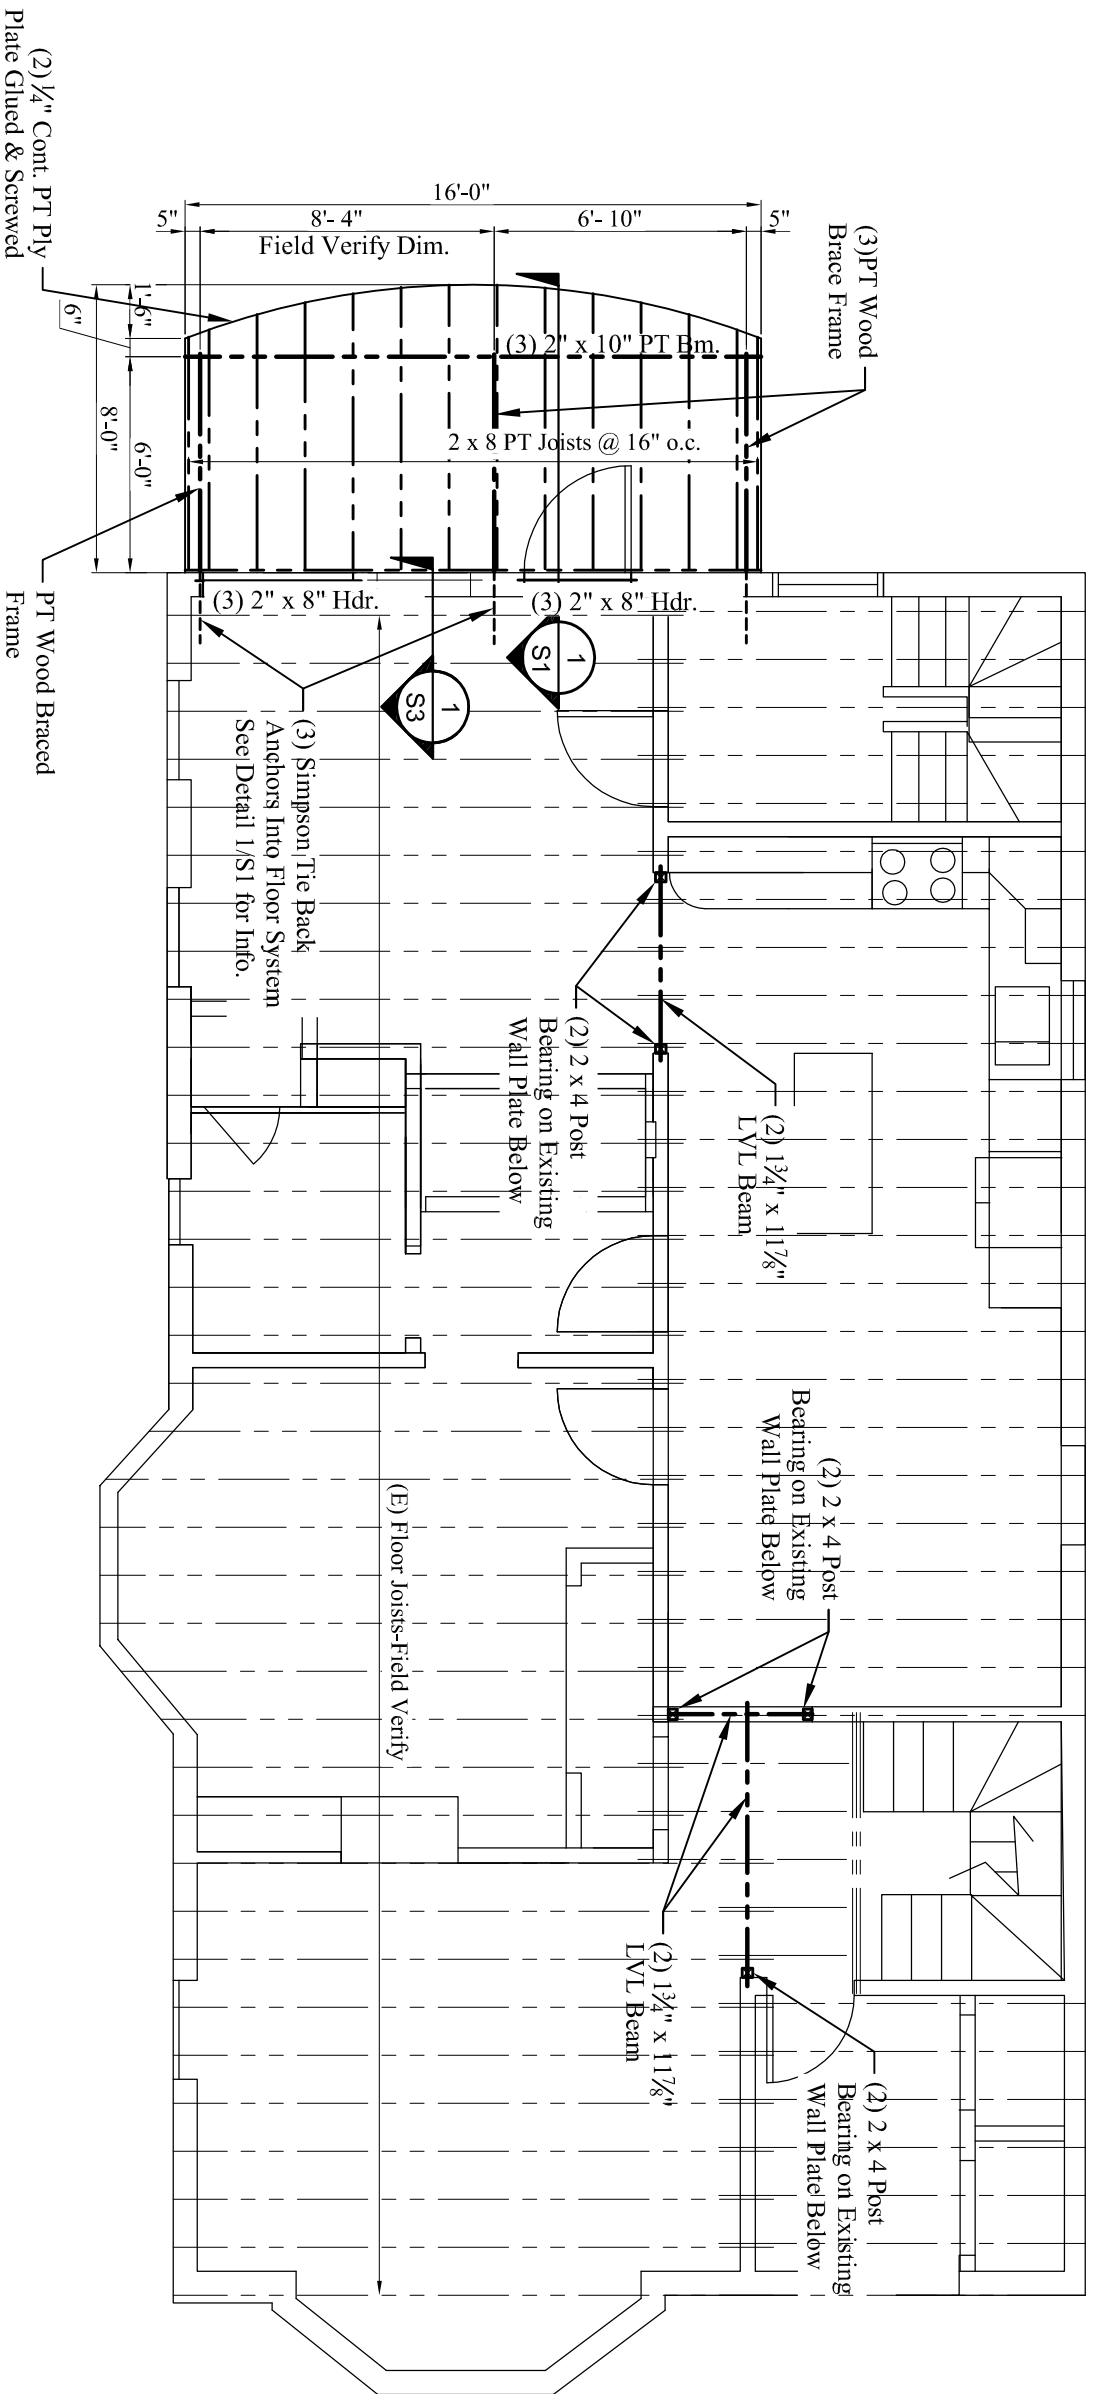 16'-0"
5"
8'- 4"
6'- 10"
5"
Field Verify Dim.
(3)PT Wood
Brace Frame
(2) ¼" Cont. PT Ply
Plate Glued & Screwed
1'-6"
6"
8'-0"
6'-0"
(3) 2" x 10" PT Bm.
2 x 8 PT Joists @ 16" o.c.
PT Wood Braced
Frame
(3) 2" x 8" Hdr.
(3) 2" x 8" Hdr.
1
S1
1
S3
(3) Simpson Tie Back
Anchors Into Floor System
See Detail 1/S1 for Info.
(2) 2 x 4 Post
Bearing on Existing
Wall Plate Below
(2) 1¾" x 11⅞"
LVL Beam
(2) 2 x 4 Post
Bearing on Existing
Wall Plate Below
(E) Floor Joists-Field Verify
(2) 1¾" x 11⅞"
LVL Beam
(2) 2 x 4 Post
Bearing on Existing
Wall Plate Below